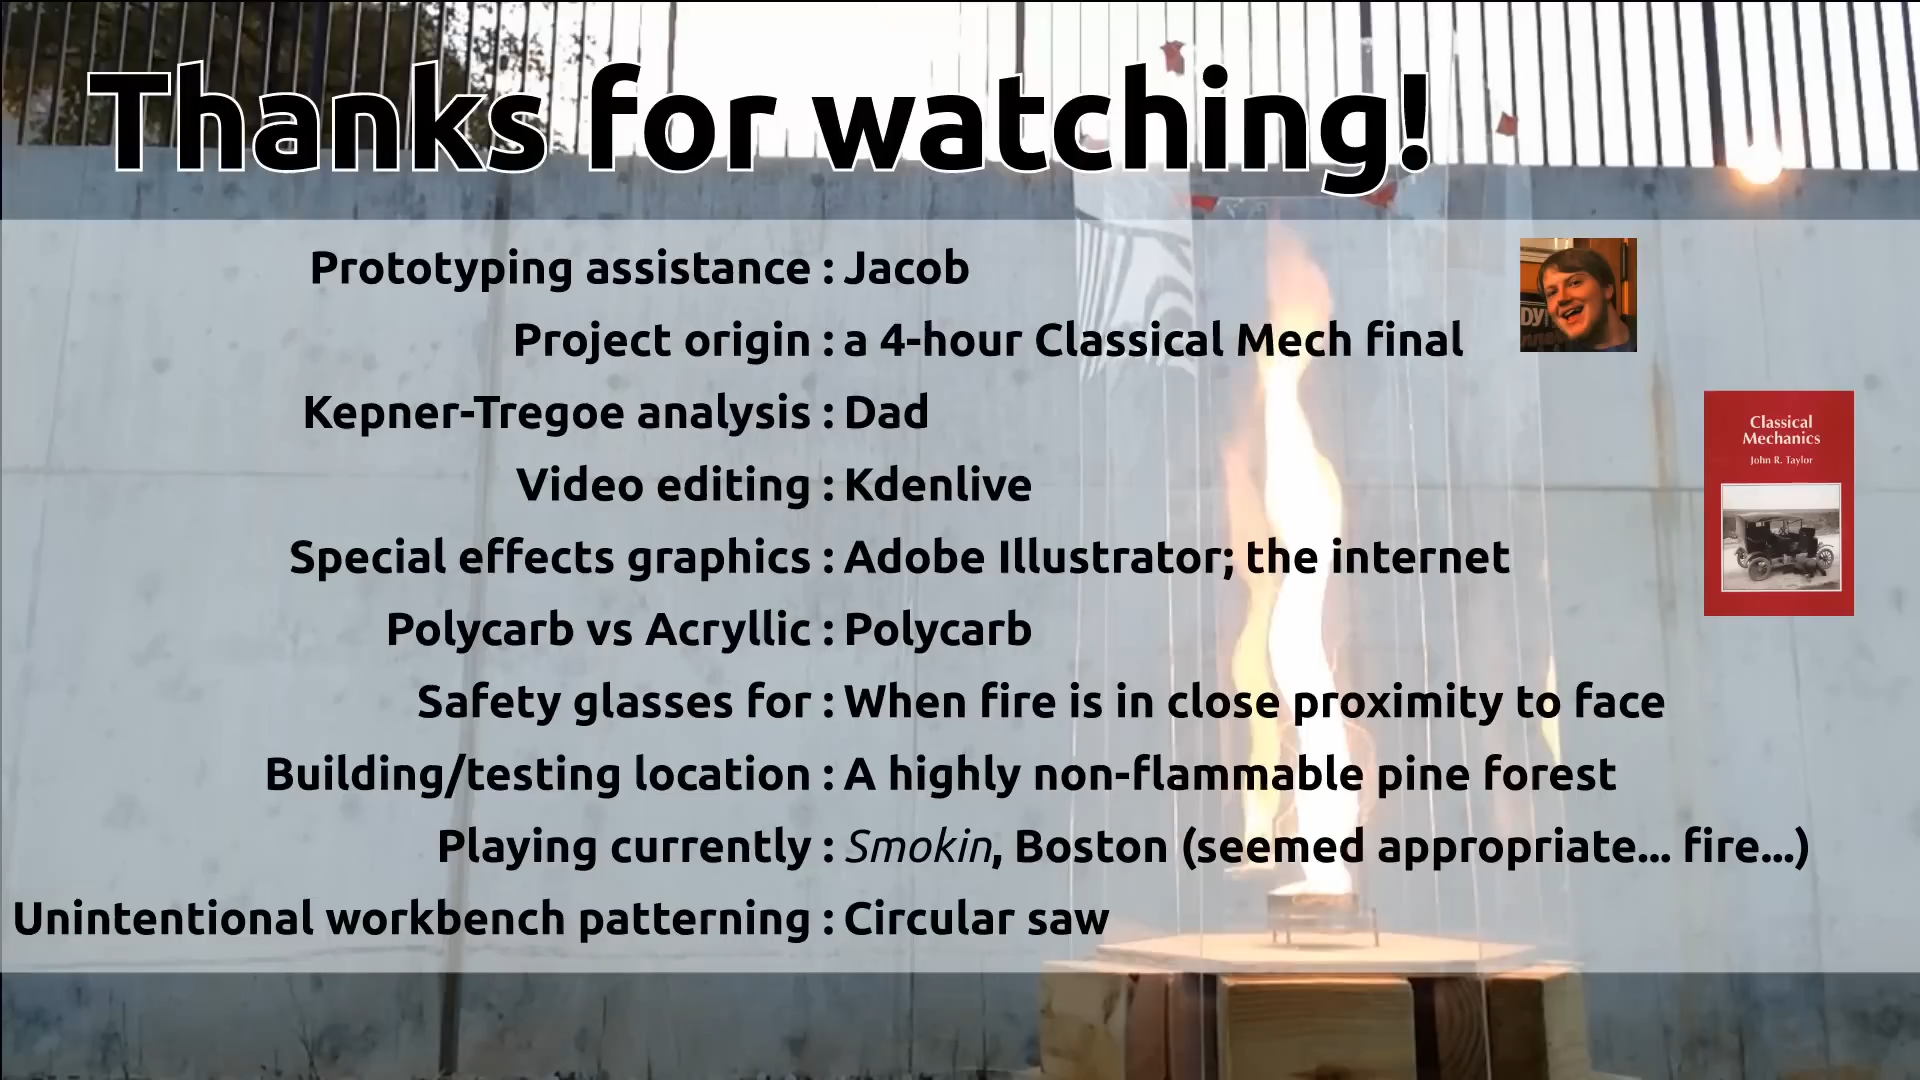 Thanks for watching!
Prototyping assistance : Jacob
Project origin : a 4-hour Classical Mech final
Kepner-Tregoe analysis : Dad
Video editing : Kdenlive
Special effects graphics : Adobe Illustrator; the internet
Polycarb vs Acryllic : Polycarb
Safety glasses for : When fire is in close proximity to face
Building/testing location : A highly non-flammable pine forest
Playing currently : Smokin, Boston (seemed appropriate... fire...)
Unintentional workbench patterning : Circular saw
Classical
Mechanics
John R. Taylor